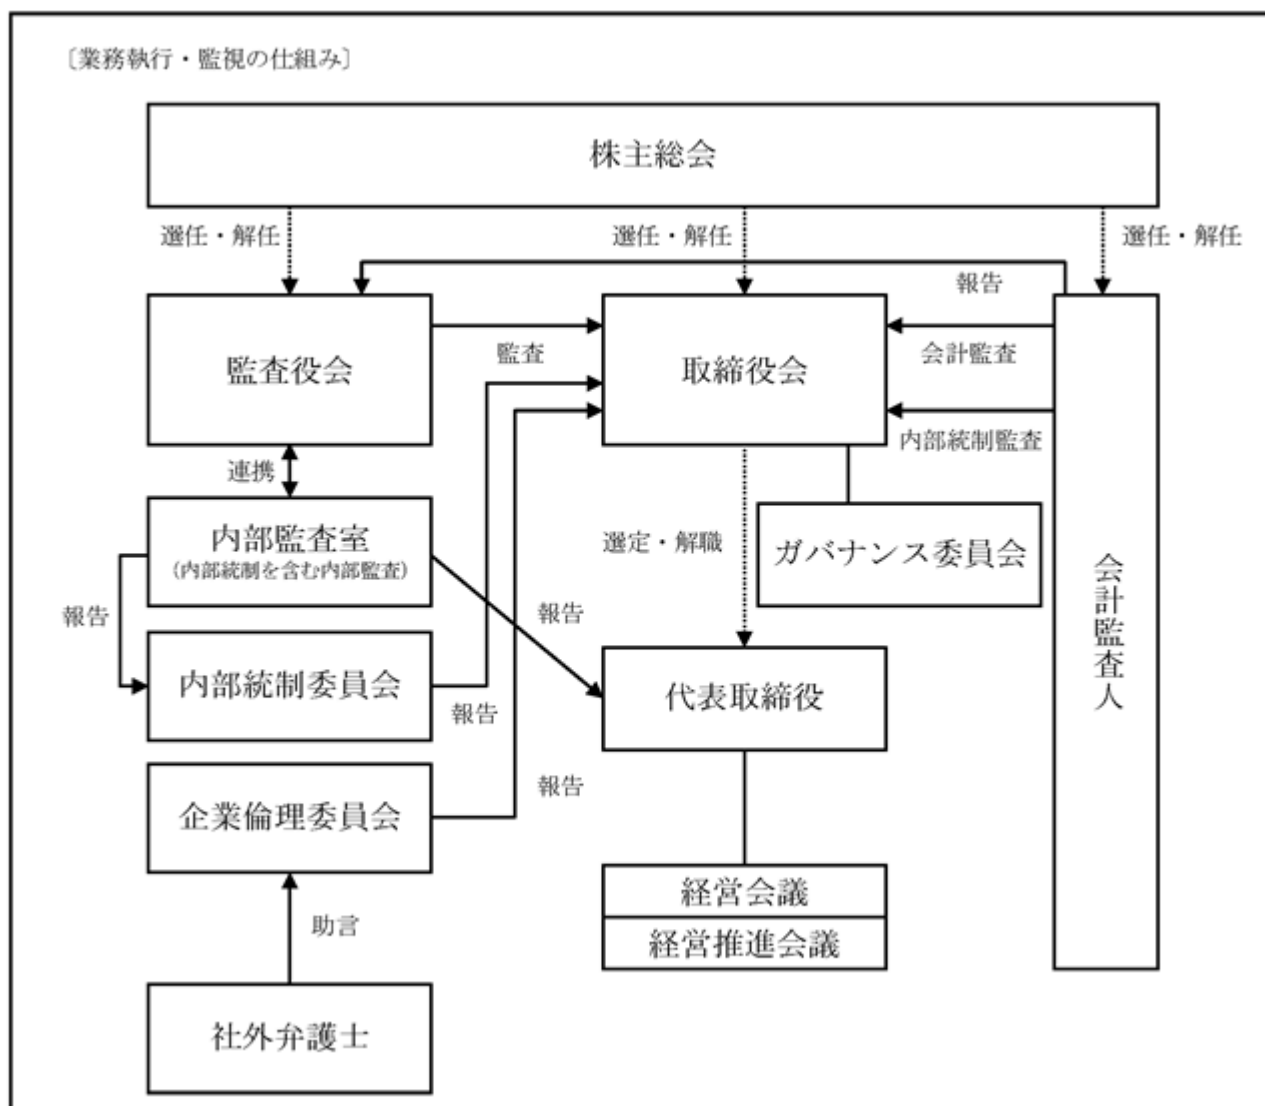 〔業務執行・監視の仕組み〕
株主総会
選任・解任
選任・解任
選任・解任
報告
監査役会
監査
取締役会
会計監査
内部統制監査
連携
内部監査室
（内部統制を含む内部監査）
選定・解職
ガバナンス委員会
会計監査人
報告
報告
内部統制委員会
報告
代表取締役
企業倫理委員会
報告
経営会議
経営推進会議
助言
社外弁護士